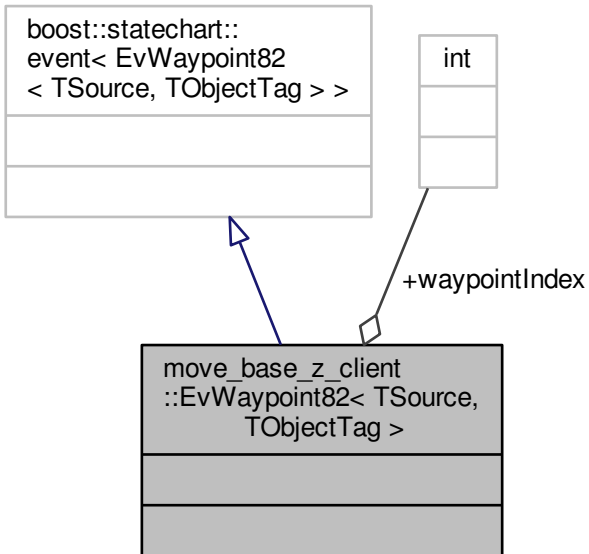 boost::statechart::
event< EvWaypoint82
< TSource, TObjectTag > >
int
+waypointIndex
move_base_z_client
::EvWaypoint82< TSource,
TObjectTag >